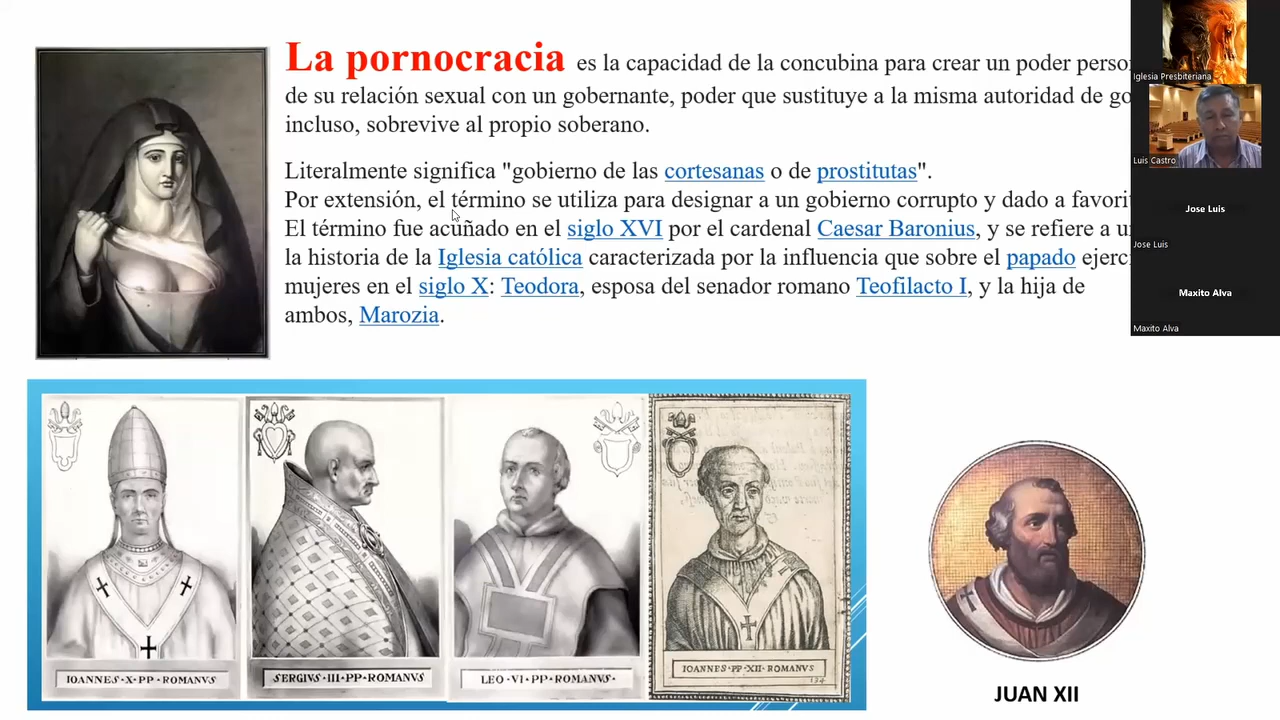 La pornocracia es la capacidad de la concubina para crear un poder
de su relación sexual con un gobernante, poder que sustituye a la misma autoridad de
incluso, sobrevive al propio soberano.
Literalmente significa "gobierno de las cortesanas o de prostitutas".
Por extensión, el término se utiliza para designar a un gobierno corrupto y dado a
El término fue acuñado en el siglo XVI por el cardenal Caesar Baronius, y se refiere a
la historia de la Iglesia católica caracterizada por la influencia que sobre el papado
mujeres en el siglo X: Teodora, esposa del senador romano Teofilacto I, y la hija de
ambos, Marozia.
Iglesia Presbiteriana
Luis Castro
Jose Luis
Jose Luis
Maxito Alva
Maxito Alva
IOANNES·X·PP·ROMANVS
SERGIVS·III·PP·ROMANVS
LEO·VI·PP·ROMANVS·
IOANNES·PP·XII·ROMANVS
134
JUAN XII